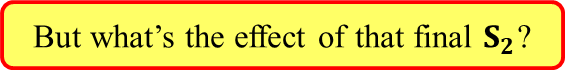 But what’s the effect of that final S₂?